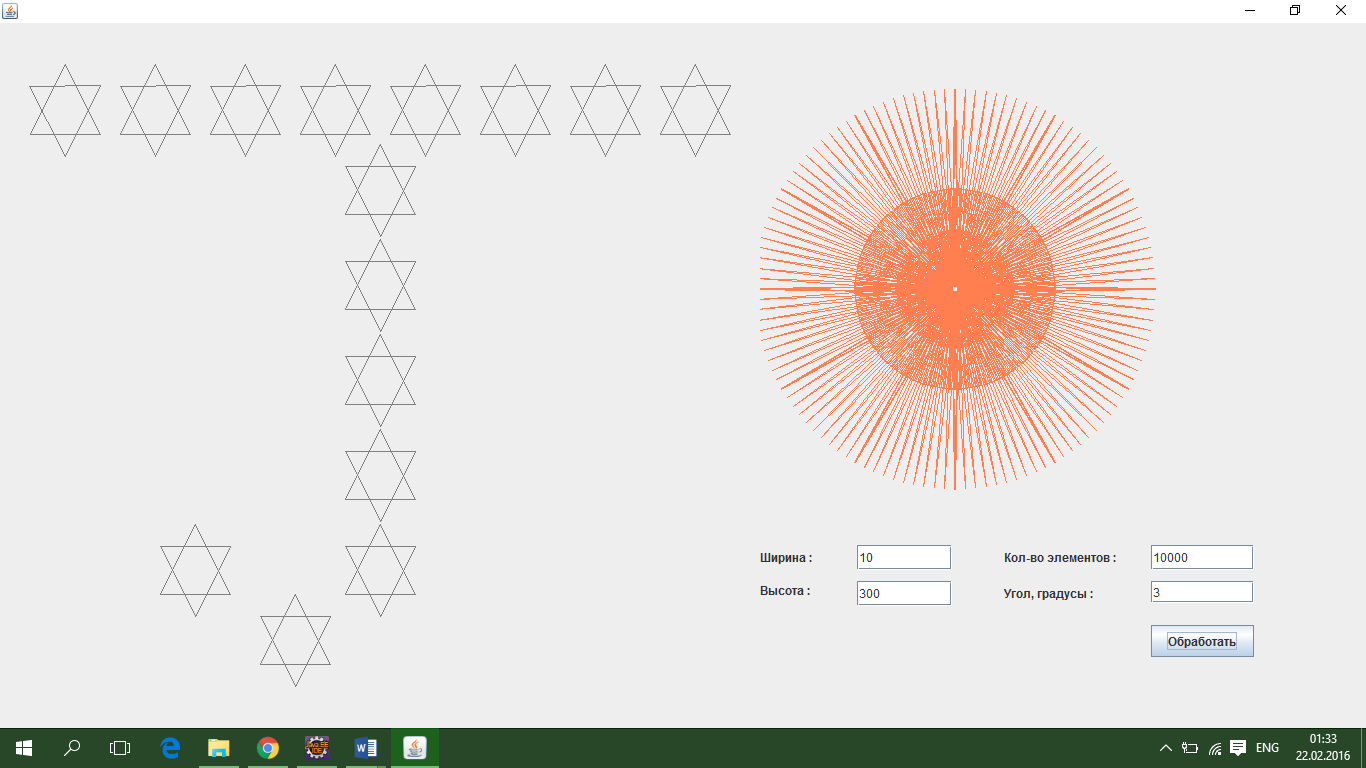 Ширина :
10
Кол-во элементов :
10000
Высота :
300
Угол, градусы :
3
Обработать
ENG
01:33
22.02.2016